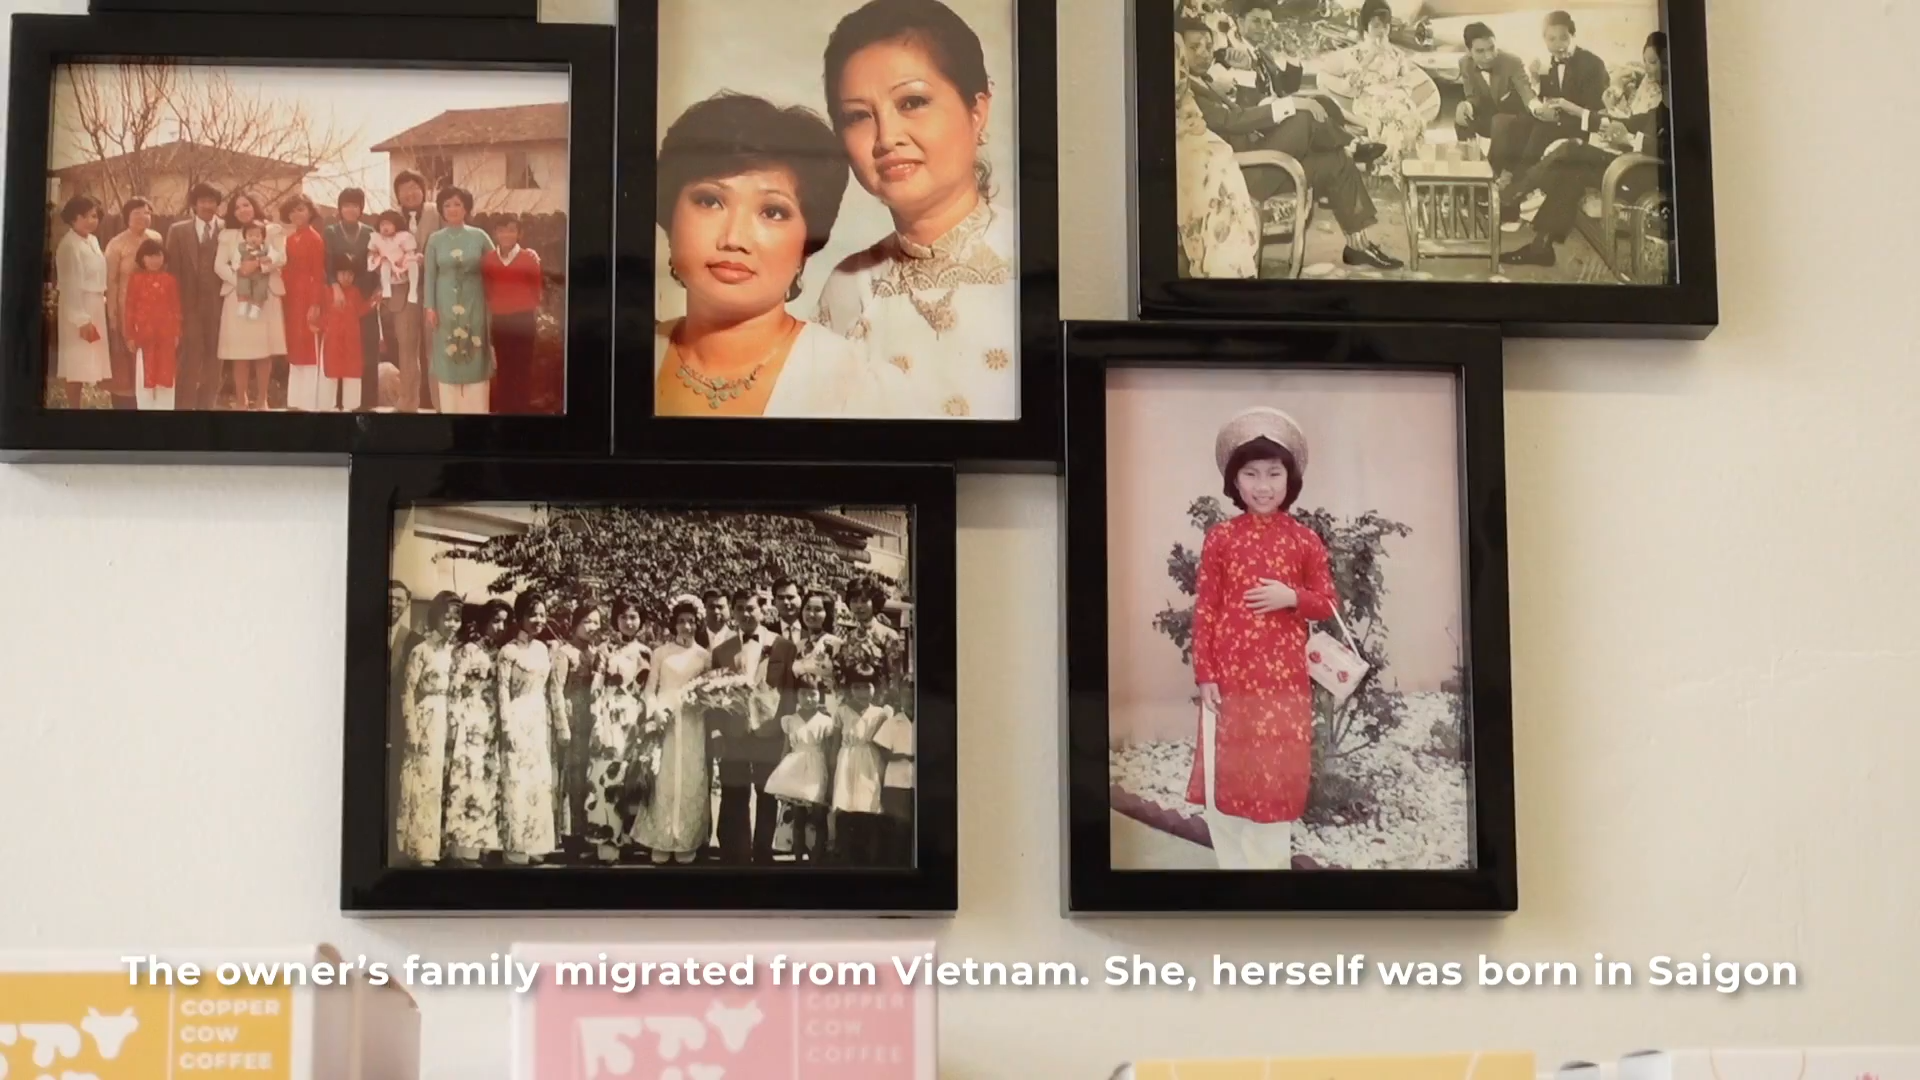 The owner’s family migrated from Vietnam. She, herself was born in Saigon
COPPER
COW
COFFEE
COPPER
COW
COFFEE